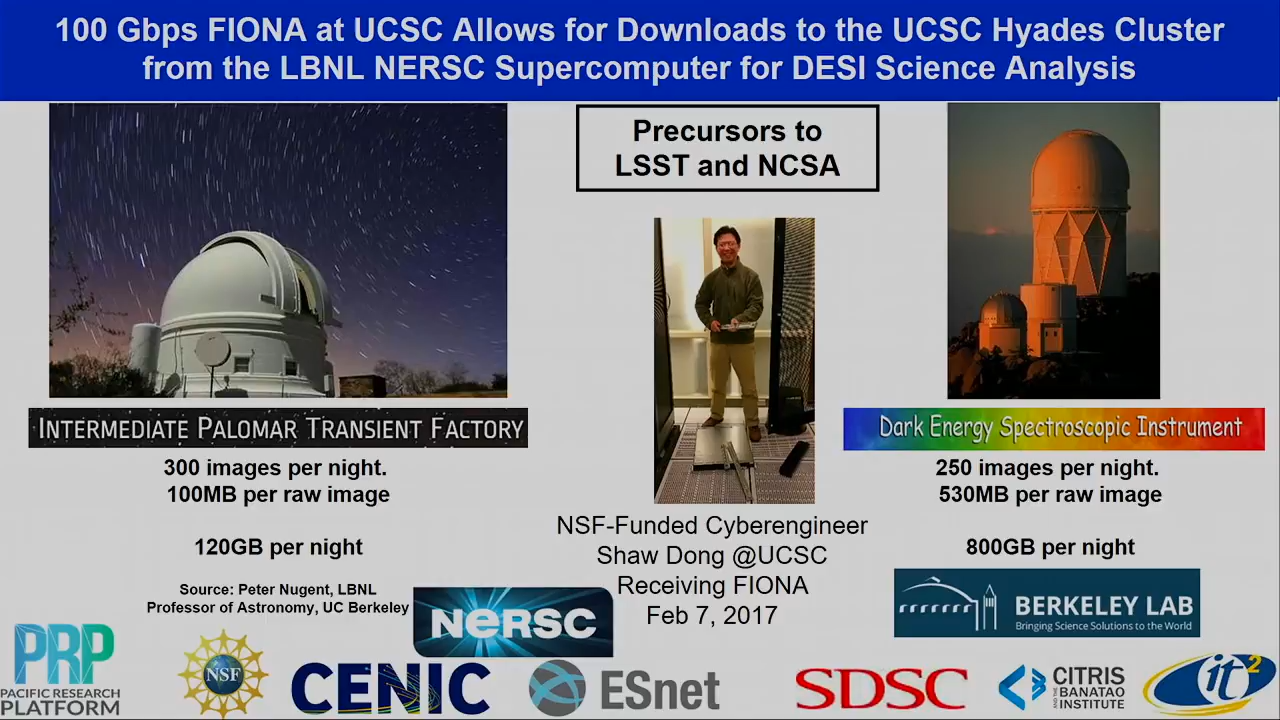 100 Gbps FIONA at UCSC Allows for Downloads to the UCSC Hyades Cluster
from the LBNL NERSC Supercomputer for DESI Science Analysis
Precursors to
LSST and NCSA
INTERMEDIATE PALOMAR TRANSIENT FACTORY
300 images per night.
100MB per raw image
120GB per night
Source: Peter Nugent, LBNL
Professor of Astronomy, UC Berkeley
NSF-Funded Cyberengineer
Shaw Dong @UCSC
Receiving FIONA
Feb 7, 2017
Dark Energy Spectroscopic Instrument
250 images per night.
530MB per raw image
800GB per night
BERKELEY LAB
Bringing Science Solutions to the World
NERSC
PRP
PACIFIC RESEARCH
PLATFORM
NSF
CENIC
ESnet
SDSC
CITRIS
AND THE
BANATAO
INSTITUTE
it2